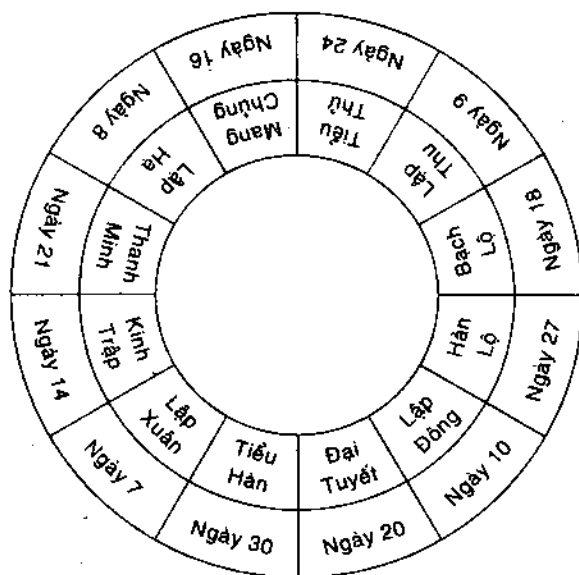 Ngày 16
Mang
Chủng
Ngày 24
Tiểu
Thử
Ngày 9
Lập
Thu
Ngày 18
Bạch
Lộ
Ngày 27
Hàn
Lộ
Ngày 10
Lập
Đông
Ngày 20
Đại
Tuyết
Ngày 30
Tiểu
Hàn
Ngày 7
Lập
Xuân
Ngày 14
Kinh
Trập
Ngày 21
Thanh
Minh
Ngày 8
Lập
Hạ